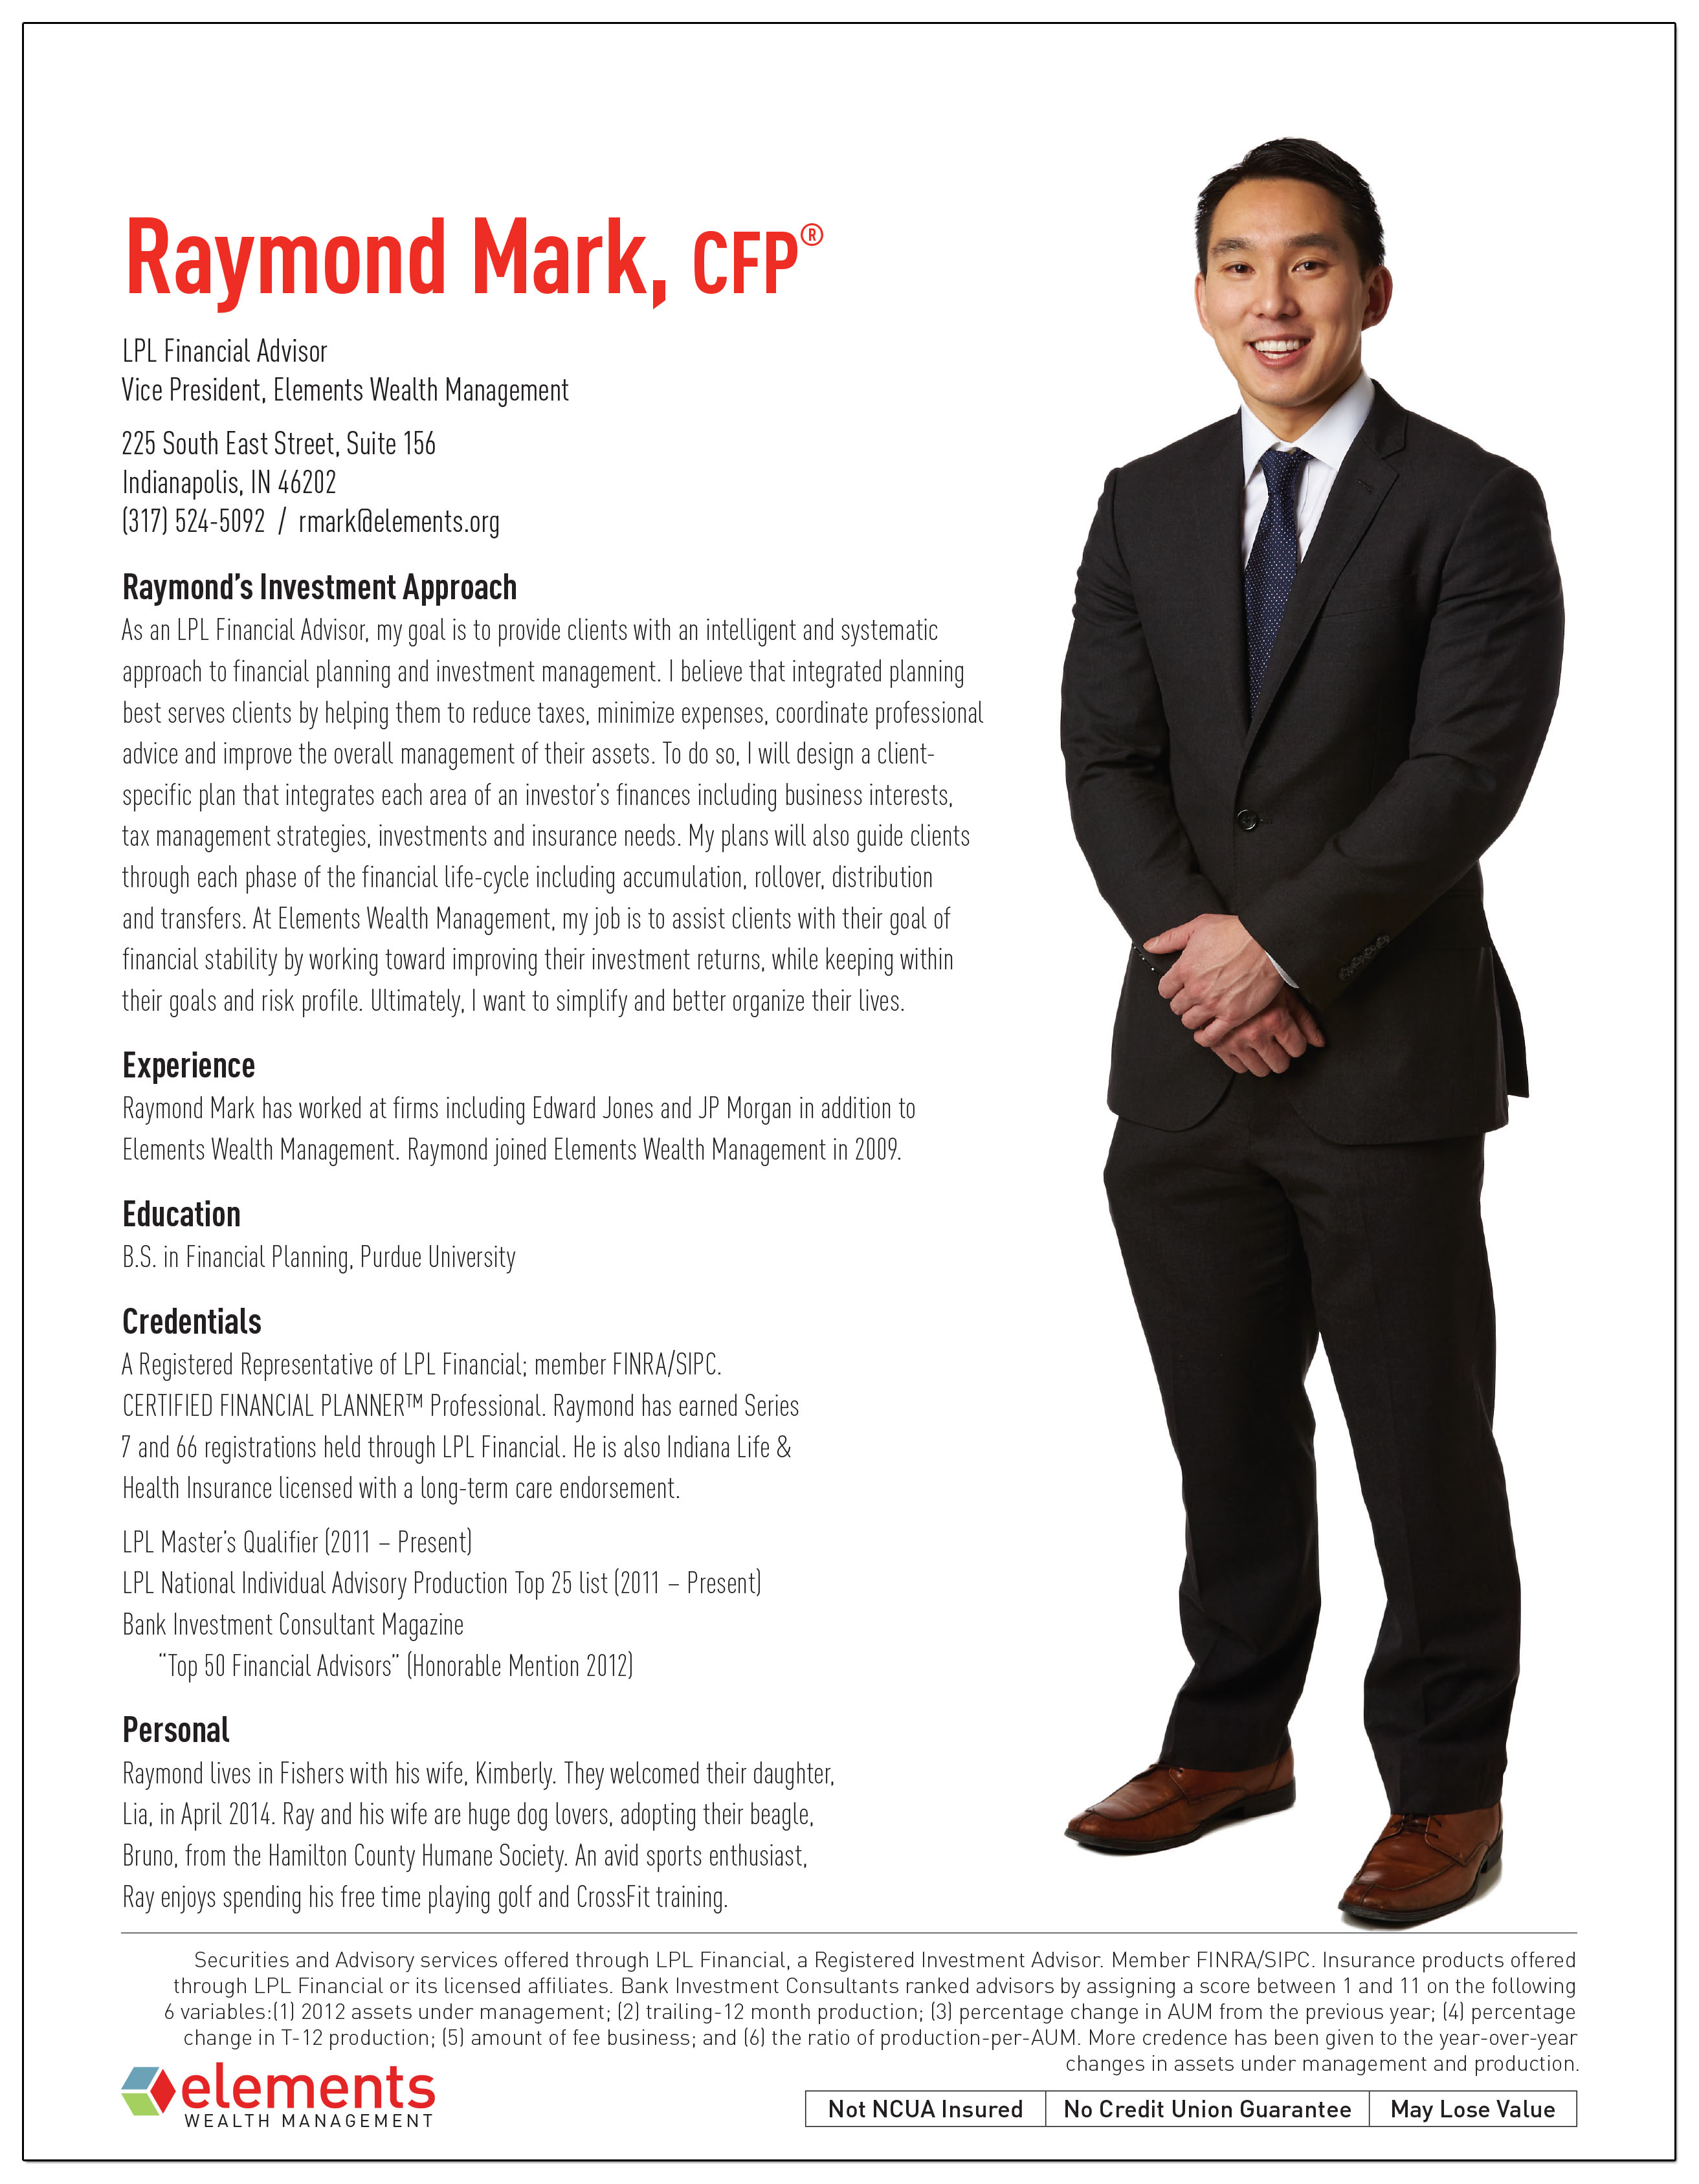 Raymond Mark, CFP®
LPL Financial Advisor
Vice President, Elements Wealth Management
225 South East Street, Suite 156
Indianapolis, IN 46202
(317) 524-5092 / rmark@elements.org
Raymond’s Investment Approach
As an LPL Financial Advisor, my goal is to provide clients with an intelligent and systematic
approach to financial planning and investment management. I believe that integrated planning
best serves clients by helping them to reduce taxes, minimize expenses, coordinate professional
advice and improve the overall management of their assets. To do so, I will design a client-
specific plan that integrates each area of an investor’s finances including business interests,
tax management strategies, investments and insurance needs. My plans will also guide clients
through each phase of the financial life-cycle including accumulation, rollover, distribution
and transfers. At Elements Wealth Management, my job is to assist clients with their goal of
financial stability by working toward improving their investment returns, while keeping within
their goals and risk profile. Ultimately, I want to simplify and better organize their lives.
Experience
Raymond Mark has worked at firms including Edward Jones and JP Morgan in addition to
Elements Wealth Management. Raymond joined Elements Wealth Management in 2009.
Education
B.S. in Financial Planning, Purdue University
Credentials
A Registered Representative of LPL Financial; member FINRA/SIPC.
CERTIFIED FINANCIAL PLANNER™ Professional. Raymond has earned Series
7 and 66 registrations held through LPL Financial. He is also Indiana Life &
Health Insurance licensed with a long-term care endorsement.
LPL Master’s Qualifier (2011 – Present)
LPL National Individual Advisory Production Top 25 list (2011 – Present)
Bank Investment Consultant Magazine
“Top 50 Financial Advisors” (Honorable Mention 2012)
Personal
Raymond lives in Fishers with his wife, Kimberly. They welcomed their daughter,
Lia, in April 2014. Ray and his wife are huge dog lovers, adopting their beagle,
Bruno, from the Hamilton County Humane Society. An avid sports enthusiast,
Ray enjoys spending his free time playing golf and CrossFit training.
Securities and Advisory services offered through LPL Financial, a Registered Investment Advisor. Member FINRA/SIPC. Insurance products offered
through LPL Financial or its licensed affiliates. Bank Investment Consultants ranked advisors by assigning a score between 1 and 11 on the following
6 variables:(1) 2012 assets under management; (2) trailing-12 month production; (3) percentage change in AUM from the previous year; (4) percentage
change in T-12 production; (5) amount of fee business; and (6) the ratio of production-per-AUM. More credence has been given to the year-over-year
changes in assets under management and production.
elements
WEALTH MANAGEMENT
Not NCUA Insured
No Credit Union Guarantee
May Lose Value